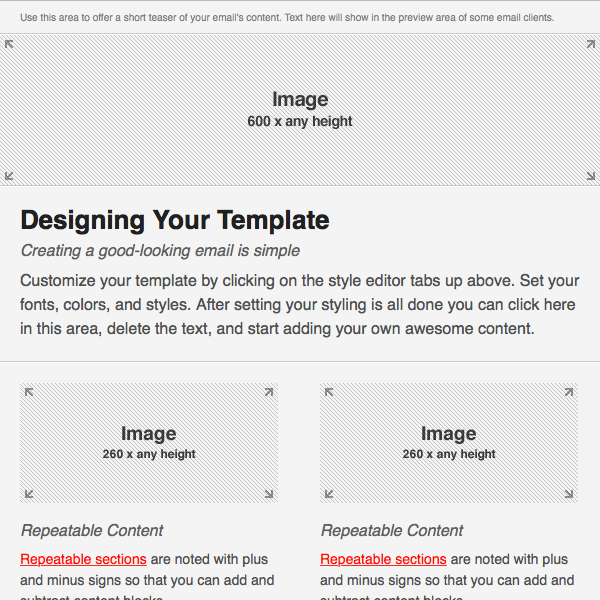 Use this area to offer a short teaser of your email's content. Text here will show in the preview area of some email clients.
Image
600 x any height
Designing Your Template
Creating a good-looking email is simple
Customize your template by clicking on the style editor tabs up above. Set your
fonts, colors, and styles. After setting your styling is all done you can click here
in this area, delete the text, and start adding your own awesome content.
Image
260 x any height
Repeatable Content
Repeatable sections are noted with plus
and minus signs so that you can add and
subtract content blocks.
Image
260 x any height
Repeatable Content
Repeatable sections are noted with plus
and minus signs so that you can add and
subtract content blocks.